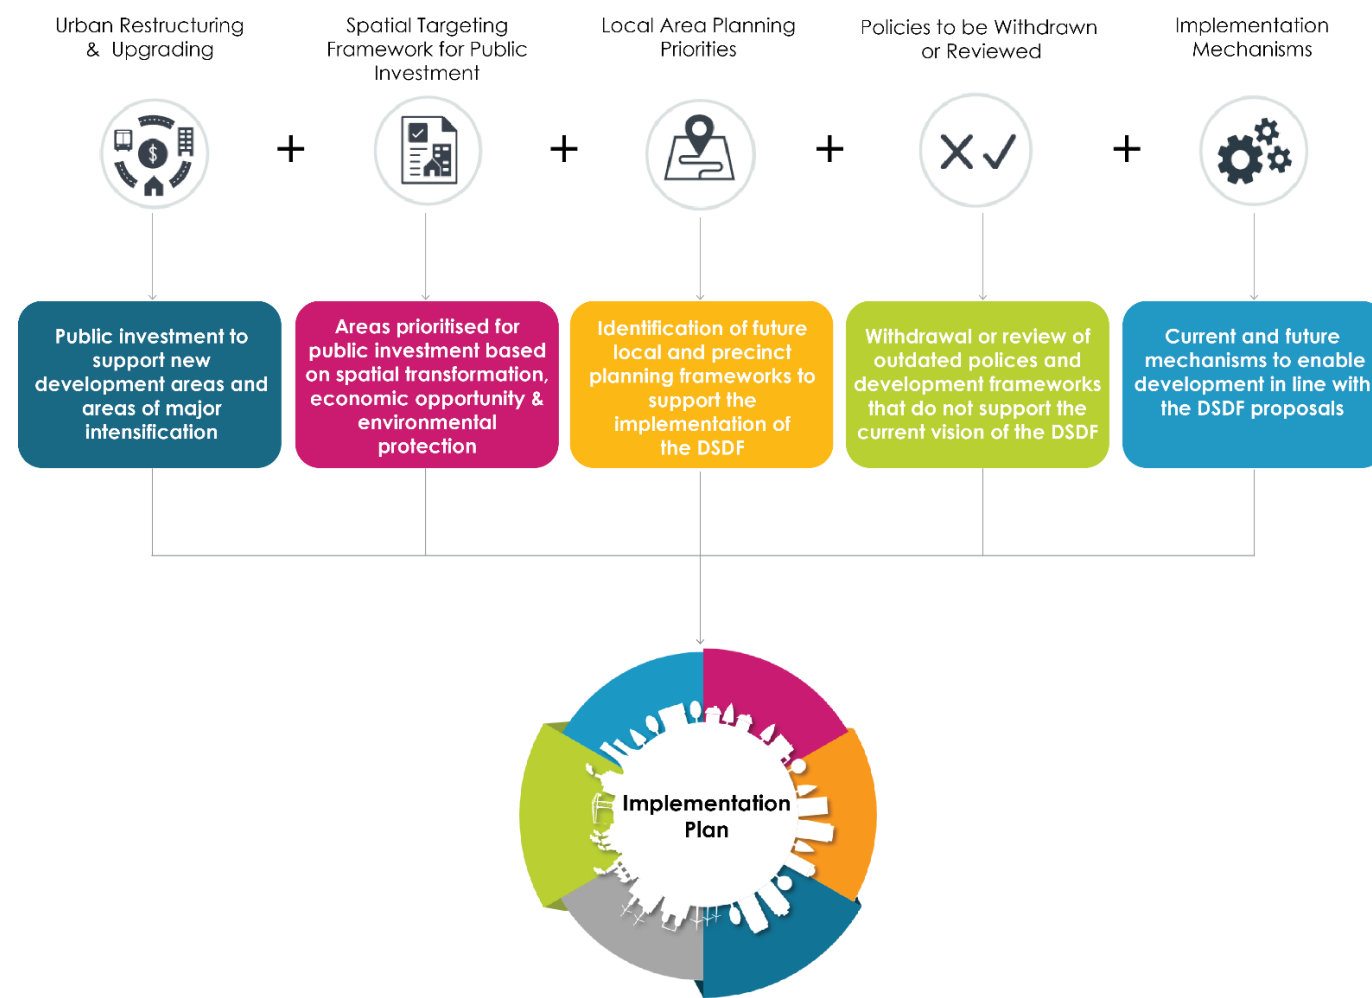 Urban Restructuring
& Upgrading
Spatial Targeting
Framework for Public
Investment
Local Area Planning
Priorities
Policies to be Withdrawn
or Reviewed
Implementation
Mechanisms
$
Public investment to
support new
development areas and
areas of major
intensification
Areas prioritised for
public investment based
on spatial transformation,
economic opportunity &
environmental
protection
Identification of future
local and precinct
planning frameworks to
support the
implementation of
the DSDF
Withdrawal or review of
outdated polices and
development frameworks
that do not support the
current vision of the DSDF
Current and future
mechanisms to enable
development in line with
the DSDF proposals
Implementation
Plan